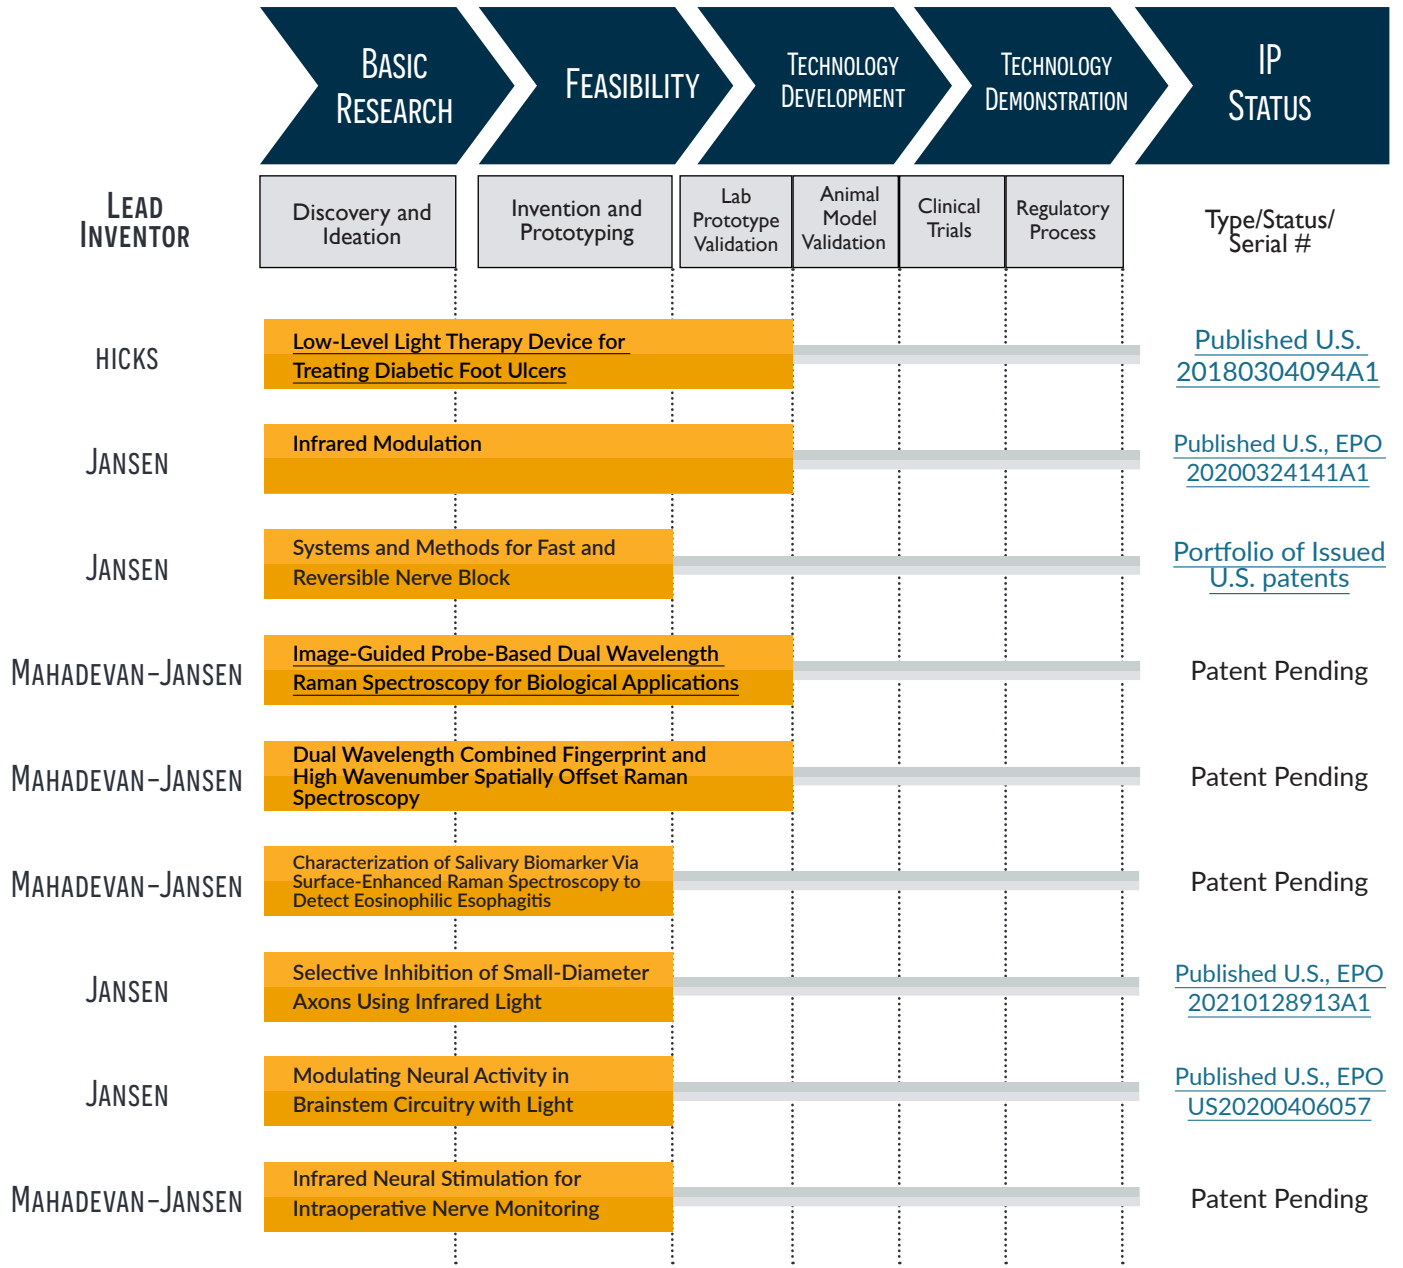 BASIC
RESEARCH
FEASIBILITY
TECHNOLOGY
DEVELOPMENT
TECHNOLOGY
DEMONSTRATION
IP
STATUS
LEAD
INVENTOR
Discovery and
Ideation
Invention and
Prototyping
Lab
Prototype
Validation
Animal
Model
Validation
Clinical
Trials
Regulatory
Process
Type/Status/
Serial #
HICKS
Low-Level Light Therapy Device for
Treating Diabetic Foot Ulcers
Published U.S.
20180304094A1
JANSEN
Infrared Modulation
Published U.S., EPO
20200324141A1
JANSEN
Systems and Methods for Fast and
Reversible Nerve Block
Portfolio of Issued
U.S. patents
MAHADEVAN-JANSEN
Image-Guided Probe-Based Dual Wavelength
Raman Spectroscopy for Biological Applications
Patent Pending
MAHADEVAN-JANSEN
Dual Wavelength Combined Fingerprint and
High Wavenumber Spatially Offset Raman
Spectroscopy
Patent Pending
MAHADEVAN-JANSEN
Characterization of Salivary Biomarker Via
Surface-Enhanced Raman Spectroscopy to
Detect Eosinophilic Esophagitis
Patent Pending
JANSEN
Selective Inhibition of Small-Diameter
Axons Using Infrared Light
Published U.S., EPO
20210128913A1
JANSEN
Modulating Neural Activity in
Brainstem Circuitry with Light
Published U.S., EPO
US20200406057
MAHADEVAN-JANSEN
Infrared Neural Stimulation for
Intraoperative Nerve Monitoring
Patent Pending